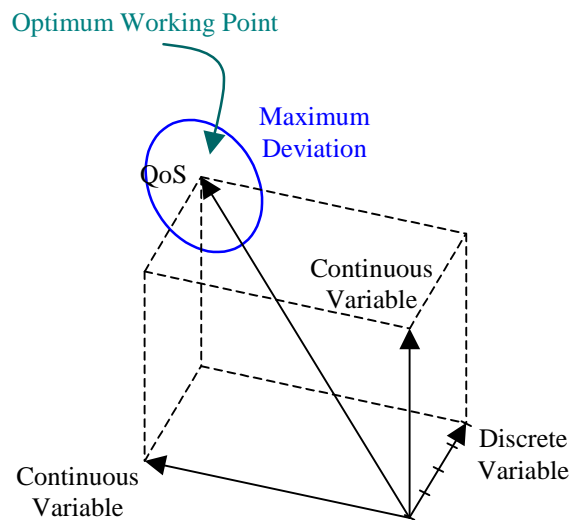 Optimum Working Point
Maximum
Deviation
QoS
Continuous
Variable
Discrete
Variable
Continuous
Variable